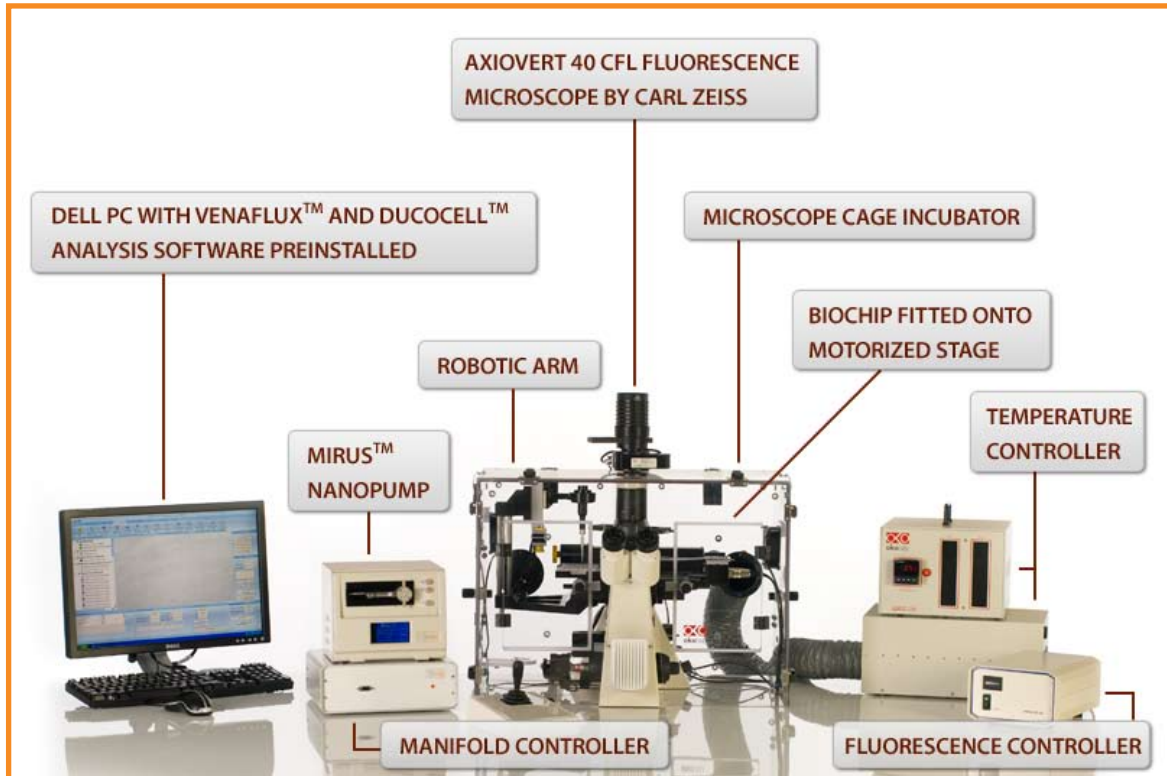 AXIOVERT 40 CFL FLUORESCENCE
MICROSCOPE BY CARL ZEISS
DELL PC WITH VENAFLUX™ AND DUCOCELL™
ANALYSIS SOFTWARE PREINSTALLED
MICROSCOPE CAGE INCUBATOR
BIOCHIP FITTED ONTO
MOTORIZED STAGE
ROBOTIC ARM
TEMPERATURE
CONTROLLER
MIRUS™
NANOPUMP
MANIFOLD CONTROLLER
FLUORESCENCE CONTROLLER